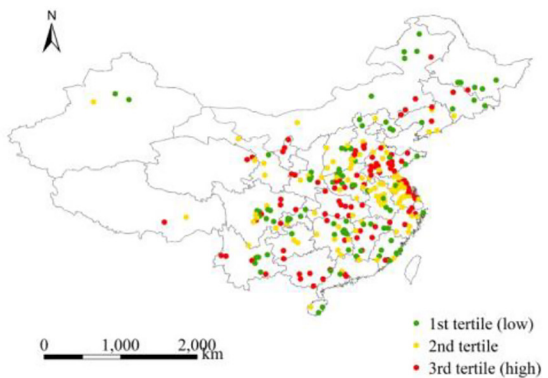 N
0 1,000 2,000
km
1st tertile (low)
2nd tertile
3rd tertile (high)